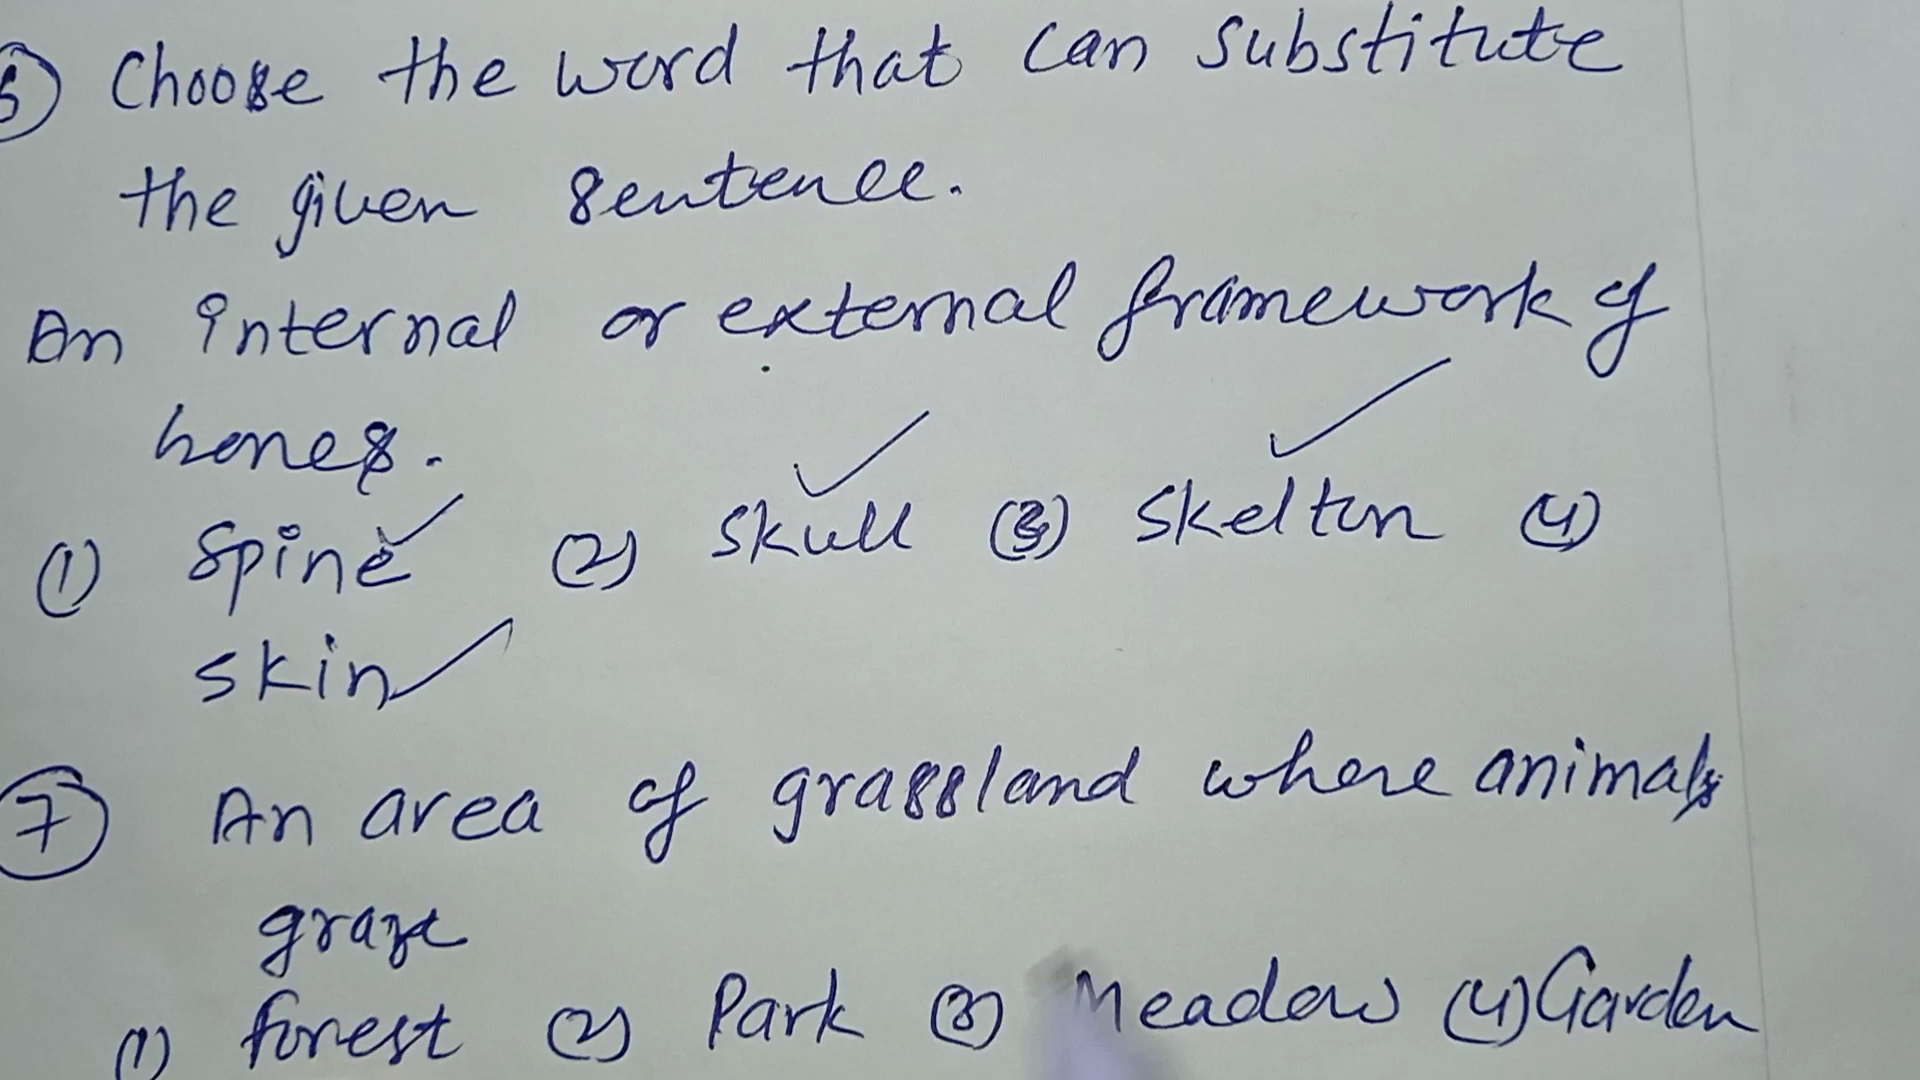 6) Choose the word that can substitute
the given sentence.
An internal or external framework of
bones.
(1) Spine (2) Skull (3) Skelton (4)
skin
7 An area of grassland where animals
graze
(1) forest (2) Park (3) Meadow (4) Garden